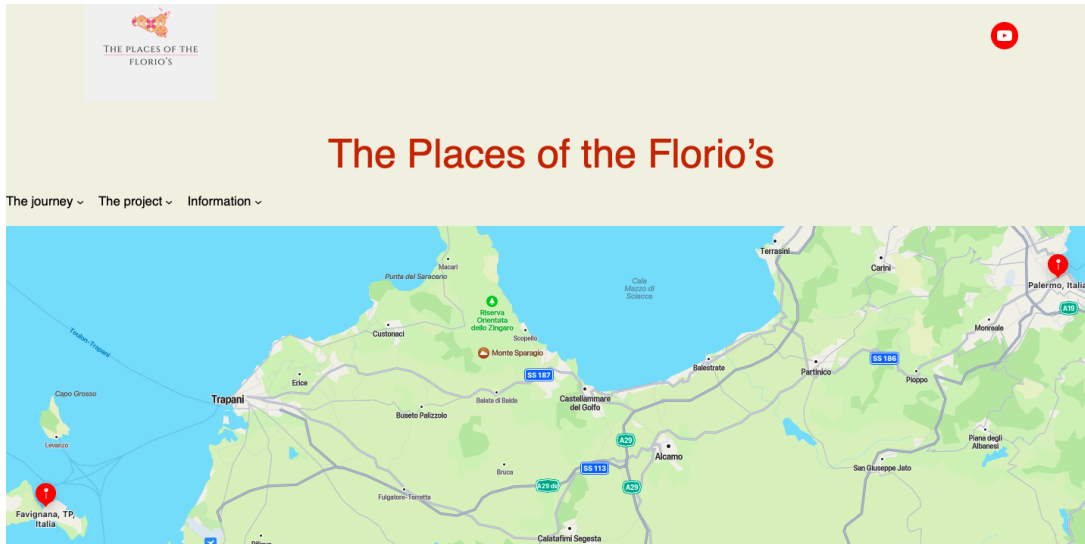 THE PLACES OF THE
FLORIO'S
The Places of the Florio's
The journey
The project
Information
Terrasini
Carini
Palermo, Italia
A19
Macari
Punta del Saraceno
Cala
Mazzo di
Sciacca
Riserva
Orientata
dello Zingaro
Custonaci
Scopello
Monreale
Toulon-Trapani
Monte Sparagio
SS 186
Balestrate
Partinico
Pioppo
SS 187
Erice
Capo Grosso
Trapani
Balata di Baida
Castellammare
del Golfo
Buseto Palizzolo
Levanzo
A29
Piana degli
Albanesi
Alcamo
Bruca
SS 113
San Giuseppe Jato
A29 dir
A29
Fulgatore-Torretta
Favignana, TP,
Italia
Calatafimi Segesta